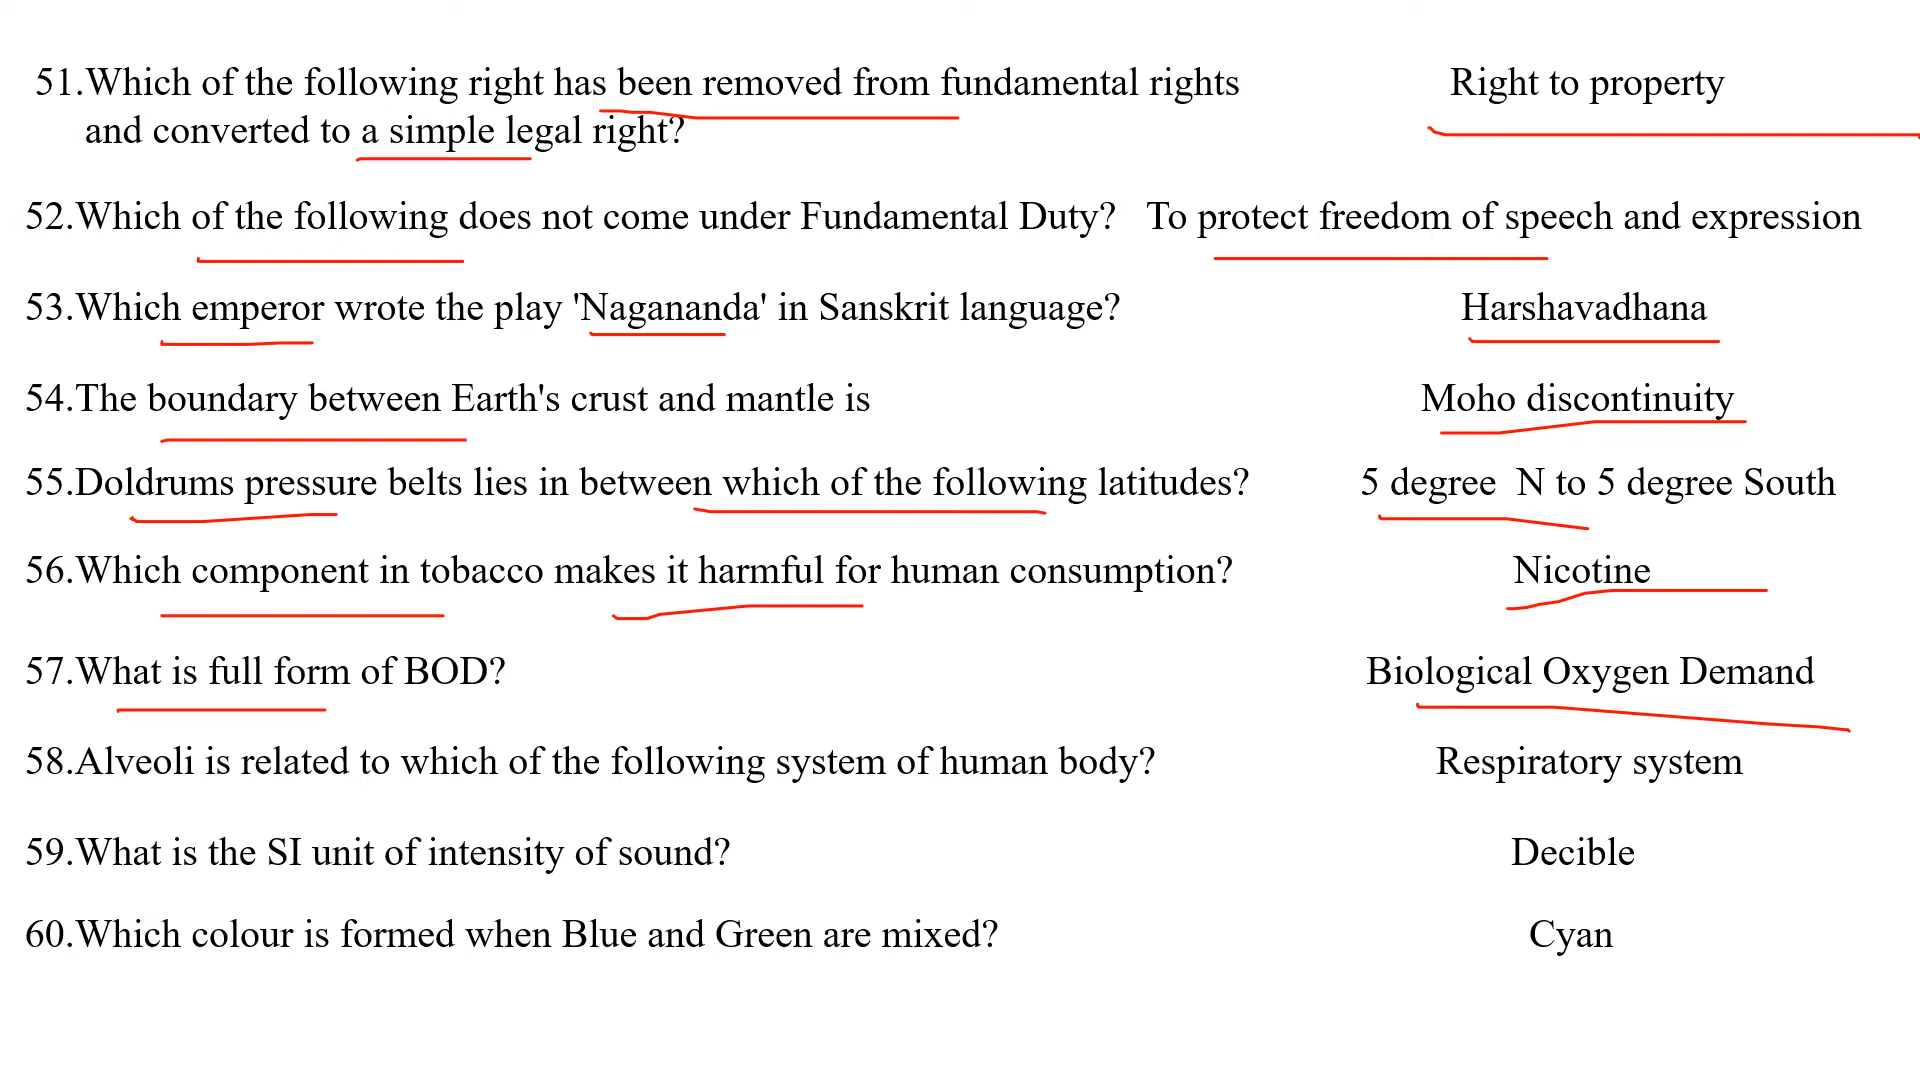 51.Which of the following right has been removed from fundamental rights Right to property
and converted to a simple legal right?
52.Which of the following does not come under Fundamental Duty? To protect freedom of speech and expression
53.Which emperor wrote the play 'Nagananda' in Sanskrit language? Harshavadhana
54.The boundary between Earth's crust and mantle is Moho discontinuity
55.Doldrums pressure belts lies in between which of the following latitudes? 5 degree N to 5 degree South
56.Which component in tobacco makes it harmful for human consumption? Nicotine
57.What is full form of BOD? Biological Oxygen Demand
58.Alveoli is related to which of the following system of human body? Respiratory system
59.What is the SI unit of intensity of sound? Decible
60.Which colour is formed when Blue and Green are mixed? Cyan